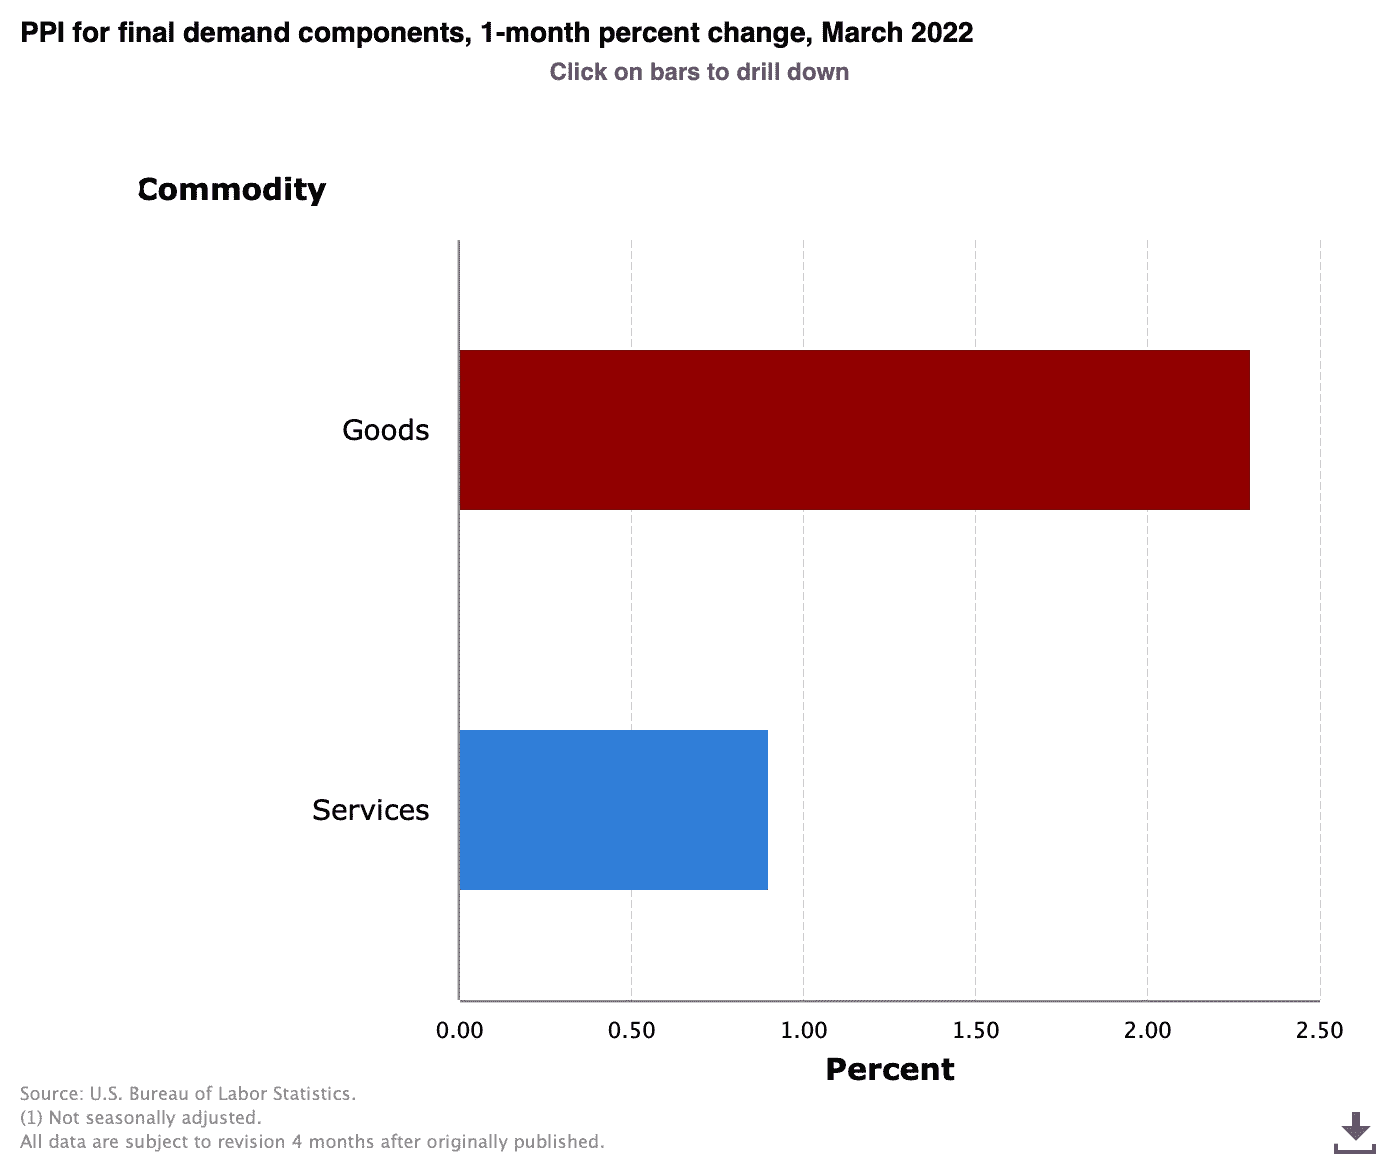 PPI for final demand components, 1-month percent change, March 2022
Click on bars to drill down
Commodity
Goods
Services
0.00 0.50 1.00 1.50 2.00 2.50
Percent
Source: U.S. Bureau of Labor Statistics.
(1) Not seasonally adjusted.
All data are subject to revision 4 months after originally published.